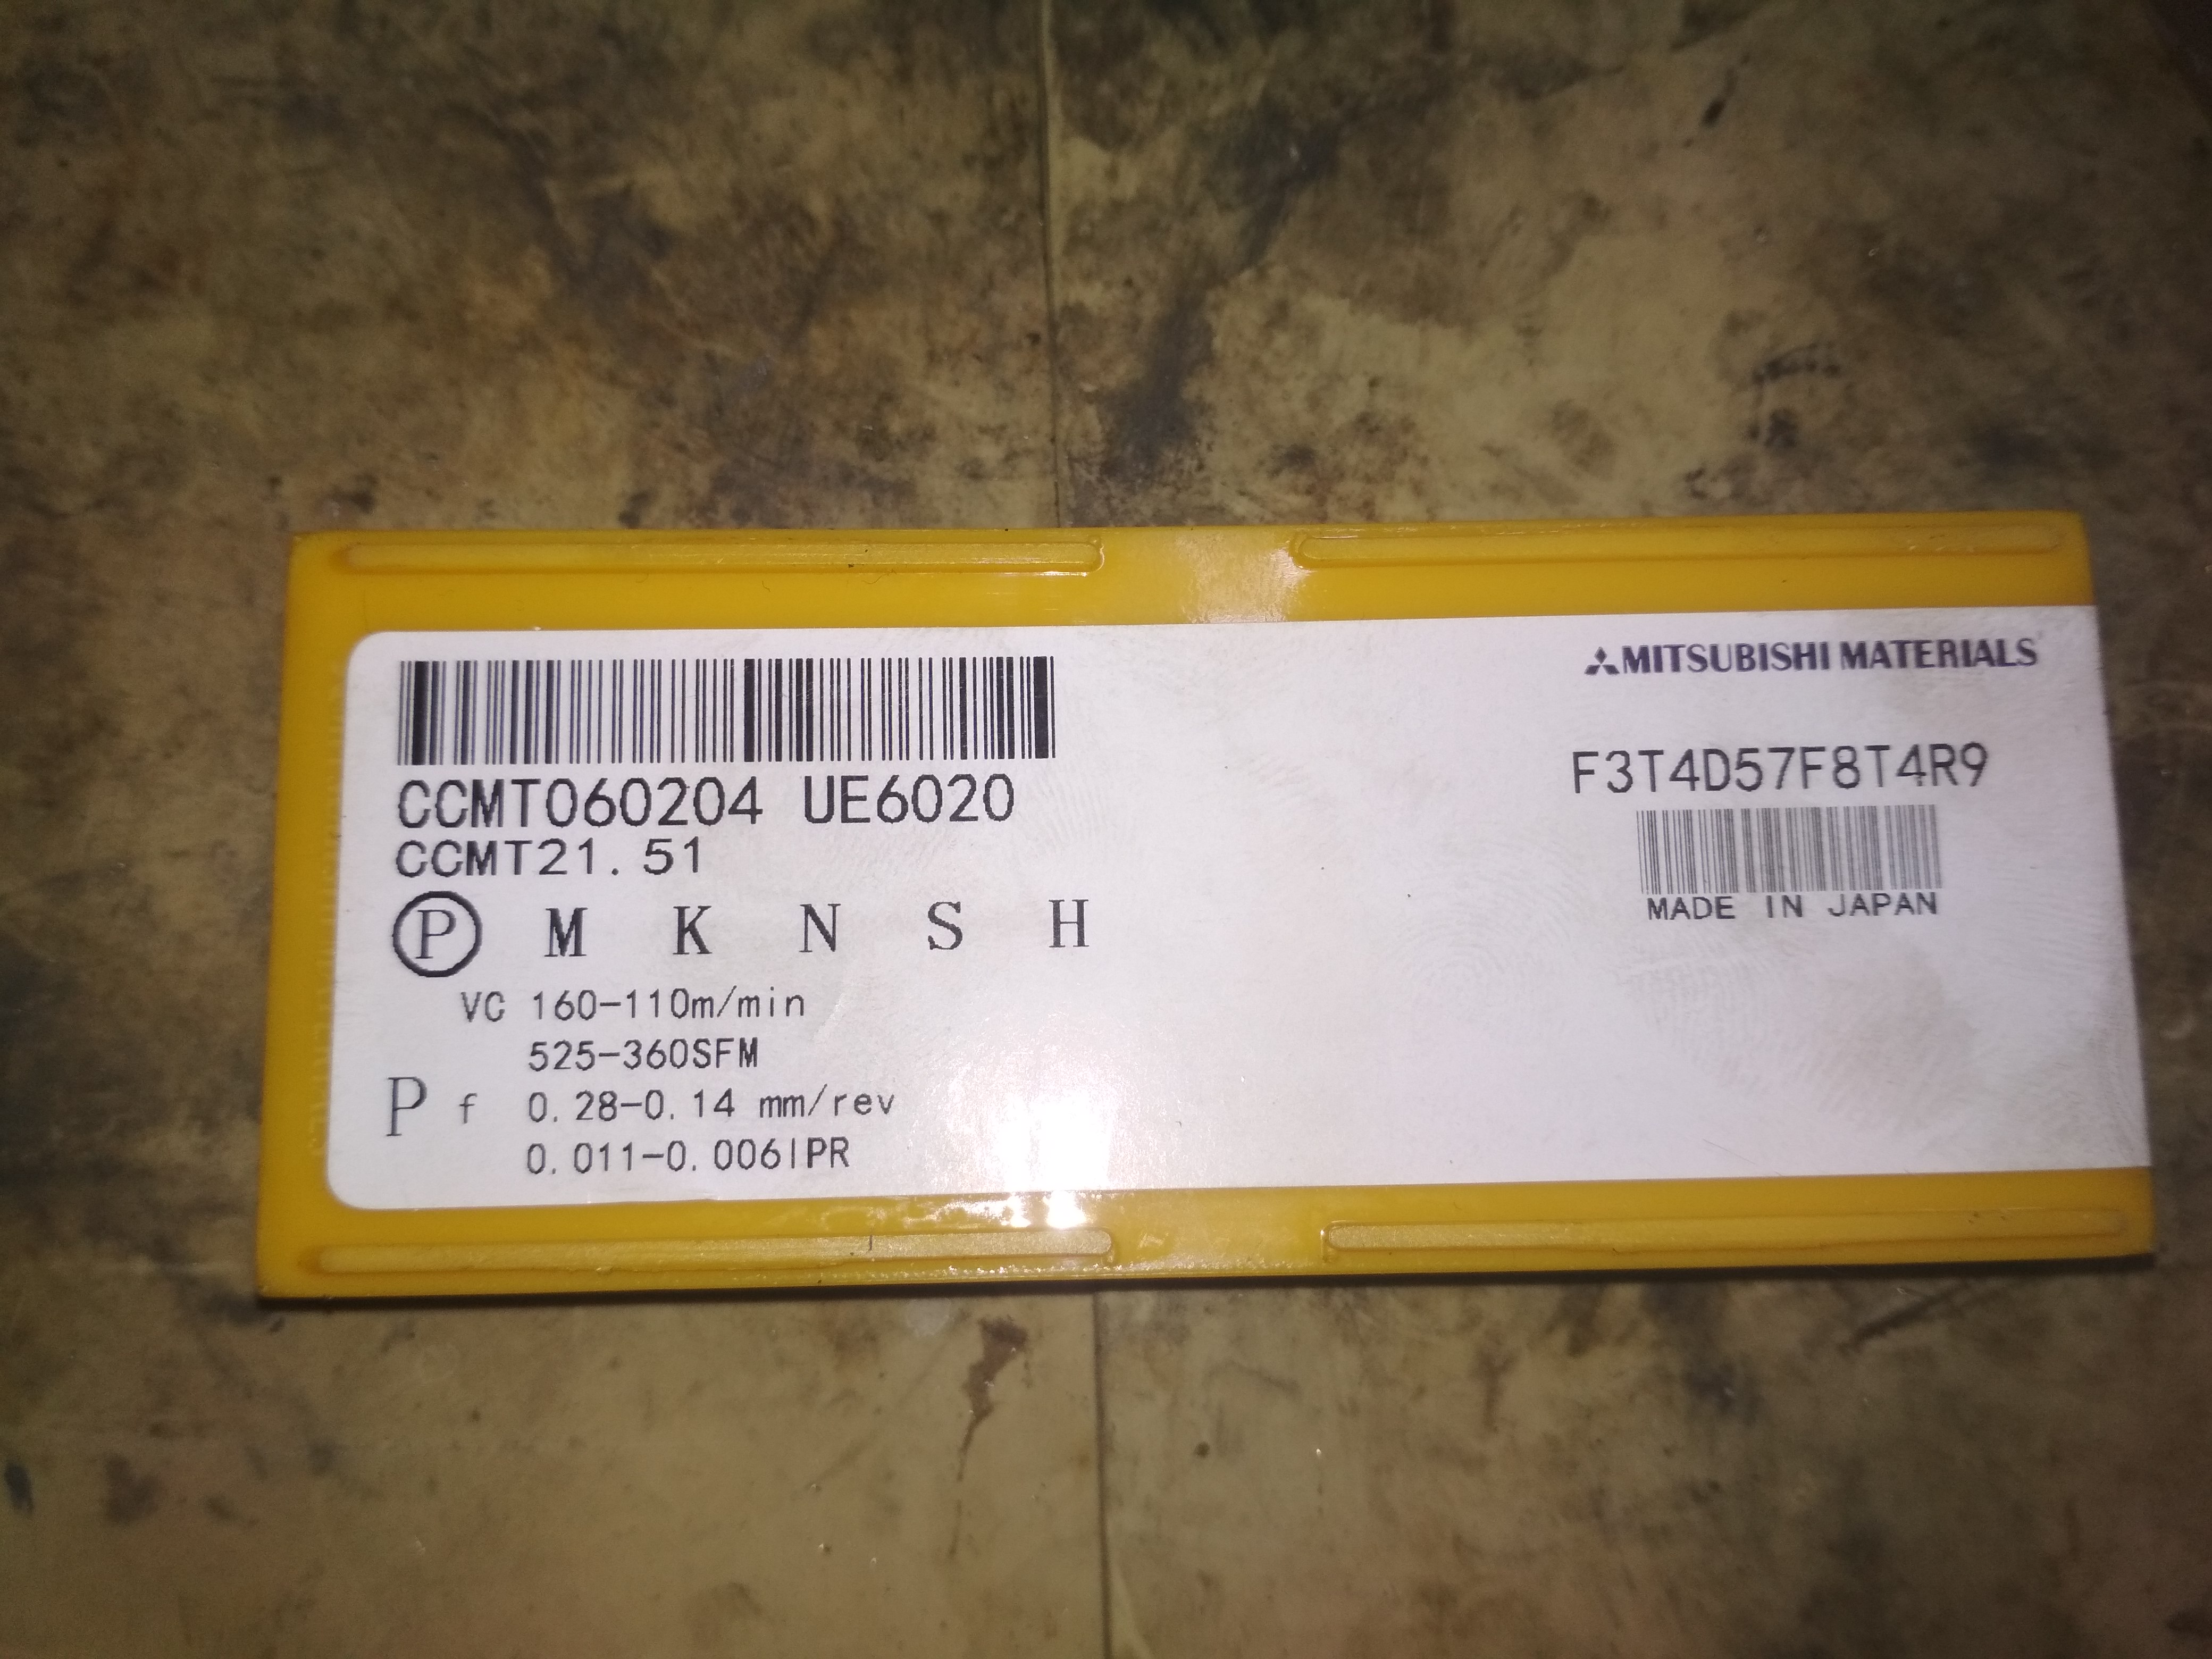 MITSUBISHI MATERIALS
CCMT060204 UE6020
CCMT21.51
P M K N S H
VC 160-110m/min
525-360SFM
P f 0.28-0.14 mm/rev
0.011-0.006IPR
F3T4D57F8T4R9
MADE IN JAPAN